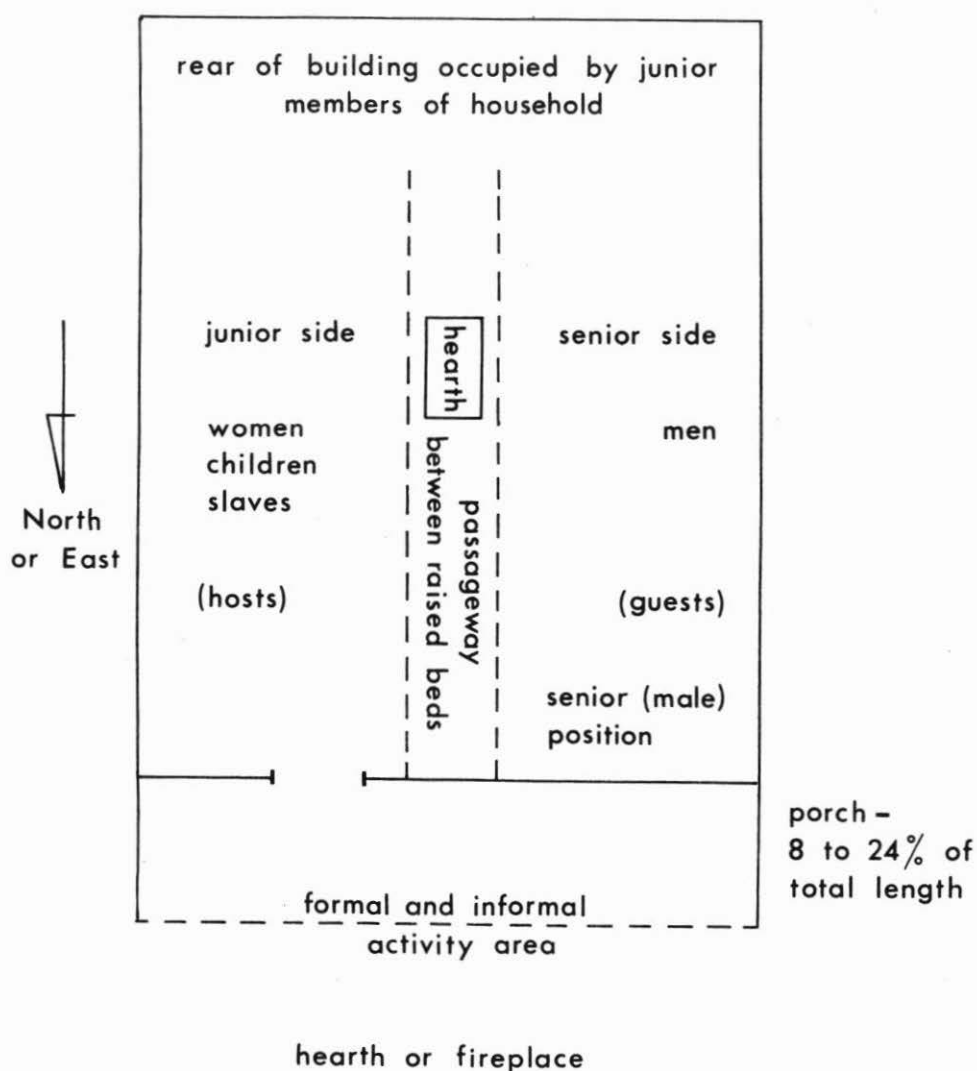 rear of building occupied by junior
members of household
junior side
hearth
senior side
women
children
slaves
men
North
or East
passageway
between raised beds
(hosts)
(guests)
senior (male)
position
porch –
8 to 24% of
total length
formal and informal
activity area
hearth or fireplace